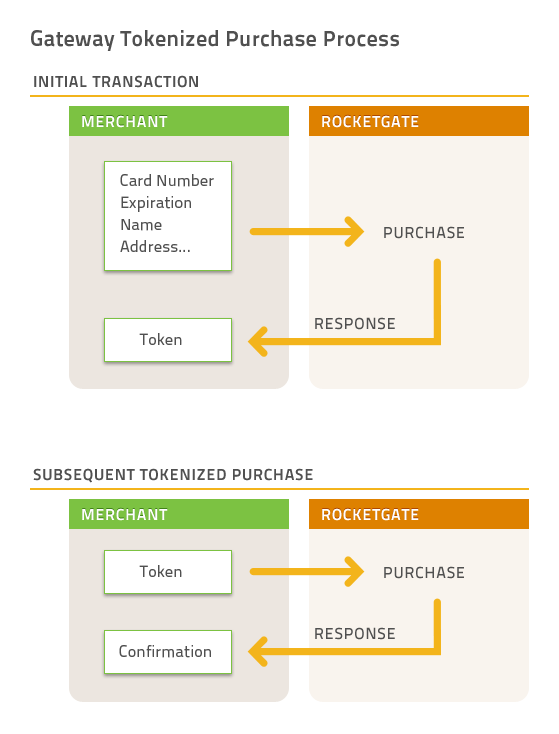 Gateway Tokenized Purchase Process
INITIAL TRANSACTION
MERCHANT
ROCKETGATE
Card Number
Expiration
Name
Address...
PURCHASE
RESPONSE
Token
SUBSEQUENT TOKENIZED PURCHASE
MERCHANT
ROCKETGATE
Token
PURCHASE
RESPONSE
Confirmation